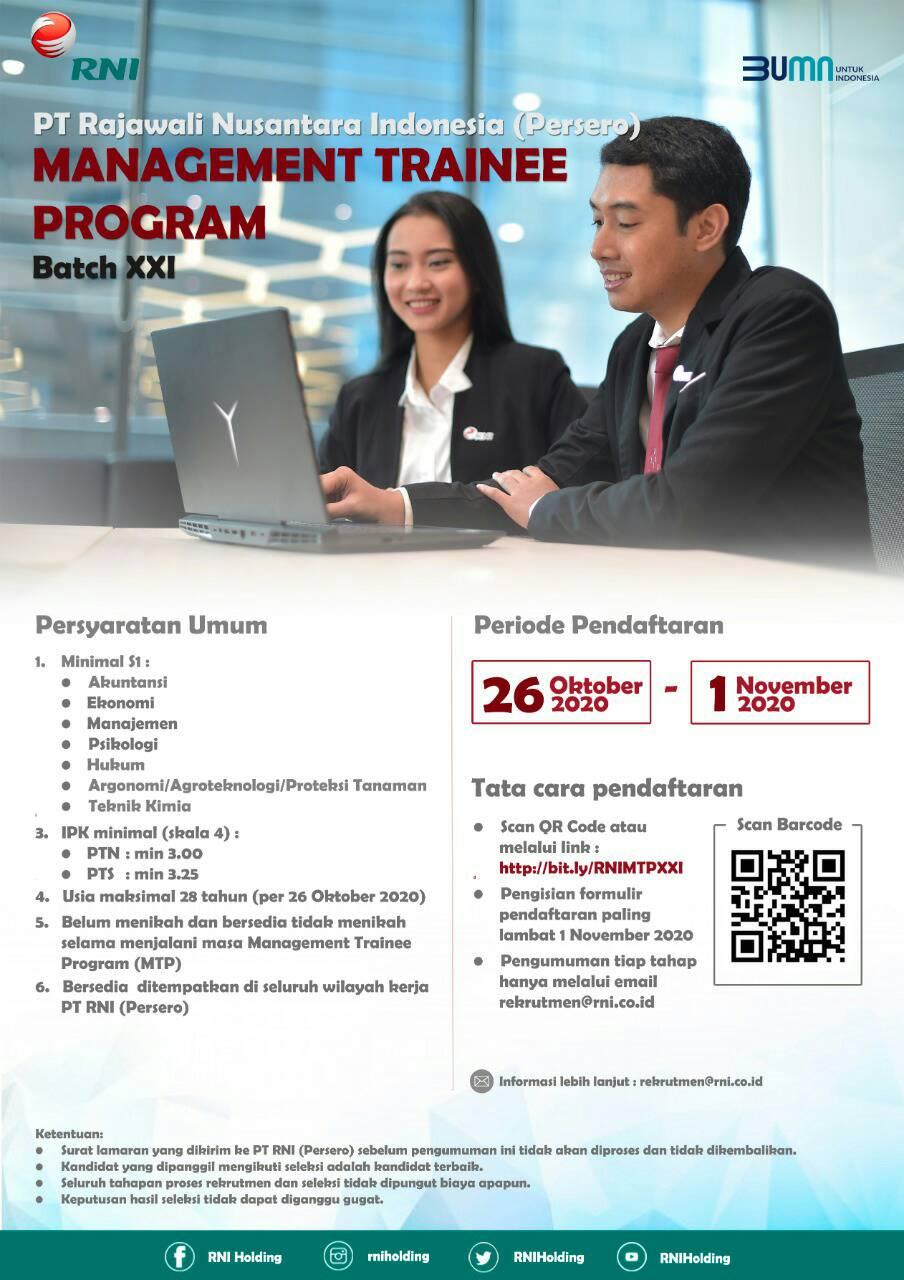 RNI
BUMN UNTUK
INDONESIA
PT Rajawali Nusantara Indonesia (Persero)
MANAGEMENT TRAINEE
PROGRAM
Batch XXI
RNI
Persyaratan Umum
1. Minimal S1 :
● Akuntansi
● Ekonomi
● Manajemen
● Psikologi
● Hukum
● Argonomi/Agroteknologi/Proteksi Tanaman
● Teknik Kimia
3. IPK minimal (skala 4) :
● PTN : min 3.00
● PTS : min 3.25
4. Usia maksimal 28 tahun (per 26 Oktober 2020)
5. Belum menikah dan bersedia tidak menikah
selama menjalani masa Management Trainee
Program (MTP)
6. Bersedia ditempatkan di seluruh wilayah kerja
PT RNI (Persero)
Periode Pendaftaran
26 Oktober
2020
-
1 November
2020
Tata cara pendaftaran
● Scan QR Code atau
melalui link :
http://bit.ly/RNIMTPXXI
● Pengisian formulir
pendaftaran paling
lambat 1 November 2020
● Pengumuman tiap tahap
hanya melalui email
rekrutmen@rni.co.id
Scan Barcode
Informasi lebih lanjut : rekrutmen@rni.co.id
Ketentuan:
● Surat lamaran yang dikirim ke PT RNI (Persero) sebelum pengumuman ini tidak akan diproses dan tidak dikembalikan.
● Kandidat yang dipanggil mengikuti seleksi adalah kandidat terbaik.
● Seluruh tahapan proses rekrutmen dan seleksi tidak dipungut biaya apapun.
● Keputusan hasil seleksi tidak dapat diganggu gugat.
RNI Holding
rniholding
RNIHolding
RNIHolding